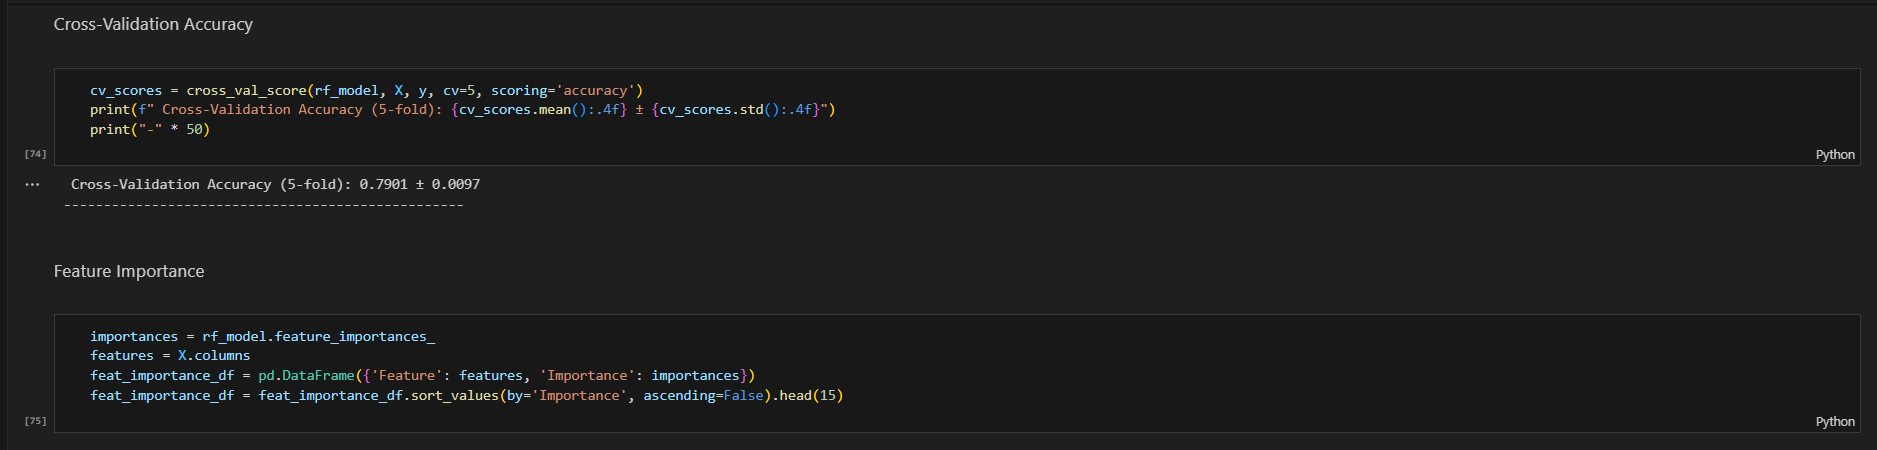 Cross-Validation Accuracy
cv_scores = cross_val_score(rf_model, X, y, cv=5, scoring='accuracy')
print(f" Cross-Validation Accuracy (5-fold): {cv_scores.mean():.4f} ± {cv_scores.std():.4f}")
print("-" * 50)
[74]
Python
... Cross-Validation Accuracy (5-fold): 0.7901 ± 0.0097
--------------------------------------------------
Feature Importance
importances = rf_model.feature_importances_
features = X.columns
feat_importance_df = pd.DataFrame({'Feature': features, 'Importance': importances})
feat_importance_df = feat_importance_df.sort_values(by='Importance', ascending=False).head(15)
[75]
Python